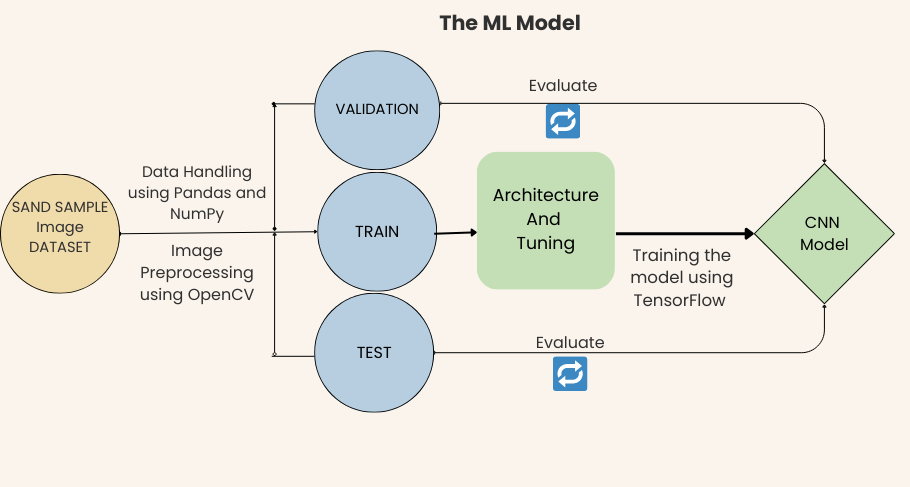 The ML Model
Evaluate
VALIDATION
Data Handling
using Pandas and
NumPy
SAND SAMPLE
Image
DATASET
Image
Preprocessing
using OpenCV
TRAIN
Architecture
And
Tuning
Training the
model using
TensorFlow
CNN
Model
Evaluate
TEST